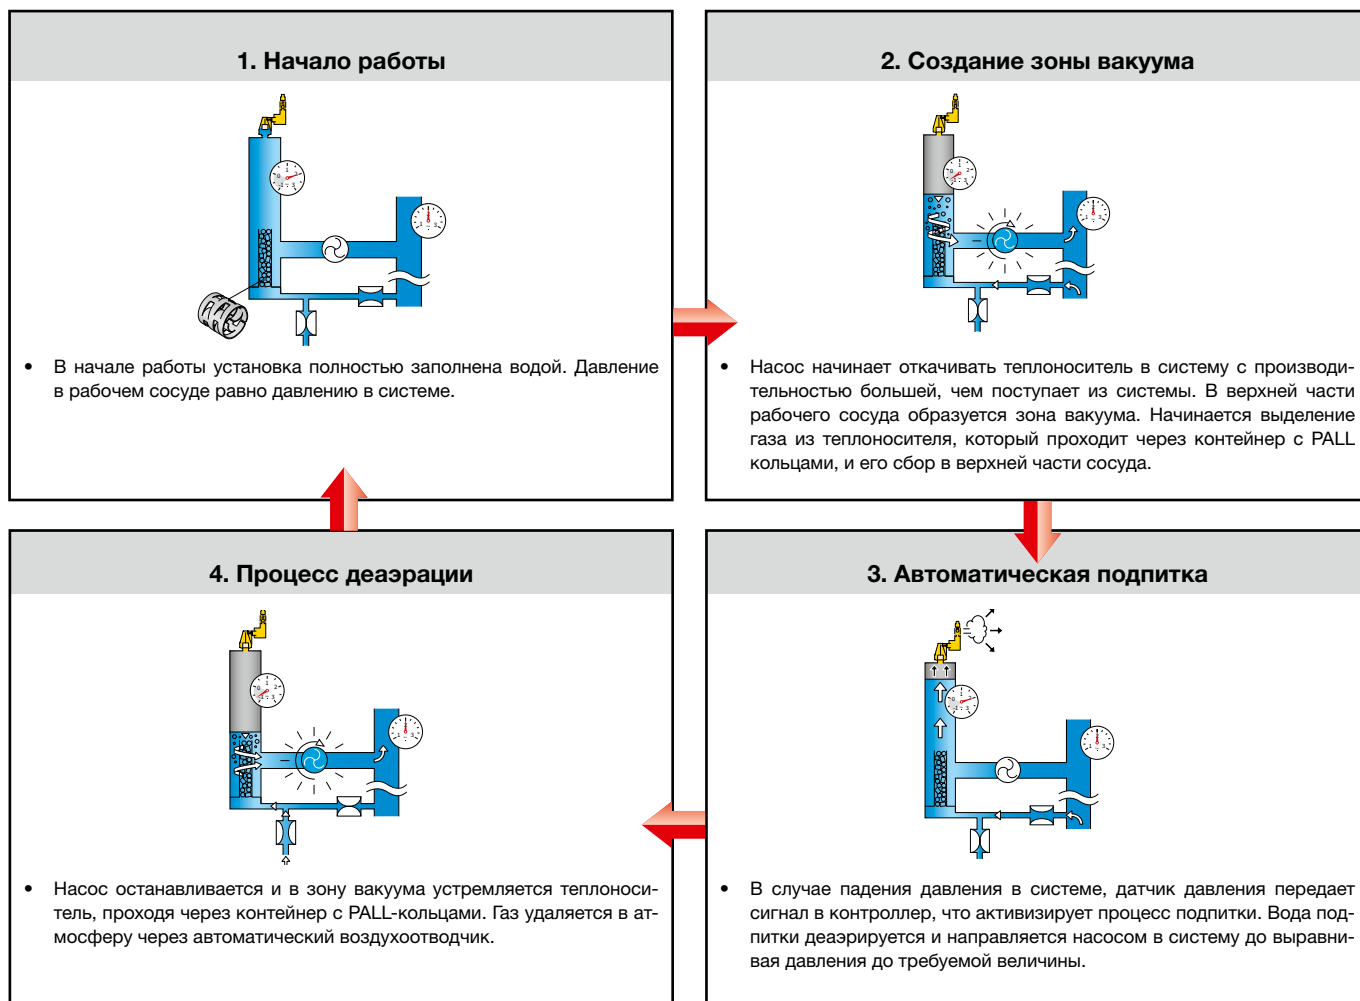 1. Начало работы
• В начале работы установка полностью заполнена водой. Давление
в рабочем сосуде равно давлению в системе.
2. Создание зоны вакуума
• Насос начинает откачивать теплоноситель в систему с производи-
тельностью большей, чем поступает из системы. В верхней части
рабочего сосуда образуется зона вакуума. Начинается выделение
газа из теплоносителя, который проходит через контейнер с PALL
кольцами, и его сбор в верхней части сосуда.
4. Процесс деаэрации
• Насос останавливается и в зону вакуума устремляется теплоноси-
тель, проходя через контейнер с PALL-кольцами. Газ удаляется в ат-
мосферу через автоматический воздухоотводчик.
3. Автоматическая подпитка
• В случае падения давления в системе, датчик давления передает
сигнал в контроллер, что активизирует процесс подпитки. Вода под-
питки деаэрируется и направляется насосом в систему до выравни-
вая давления до требуемой величины.